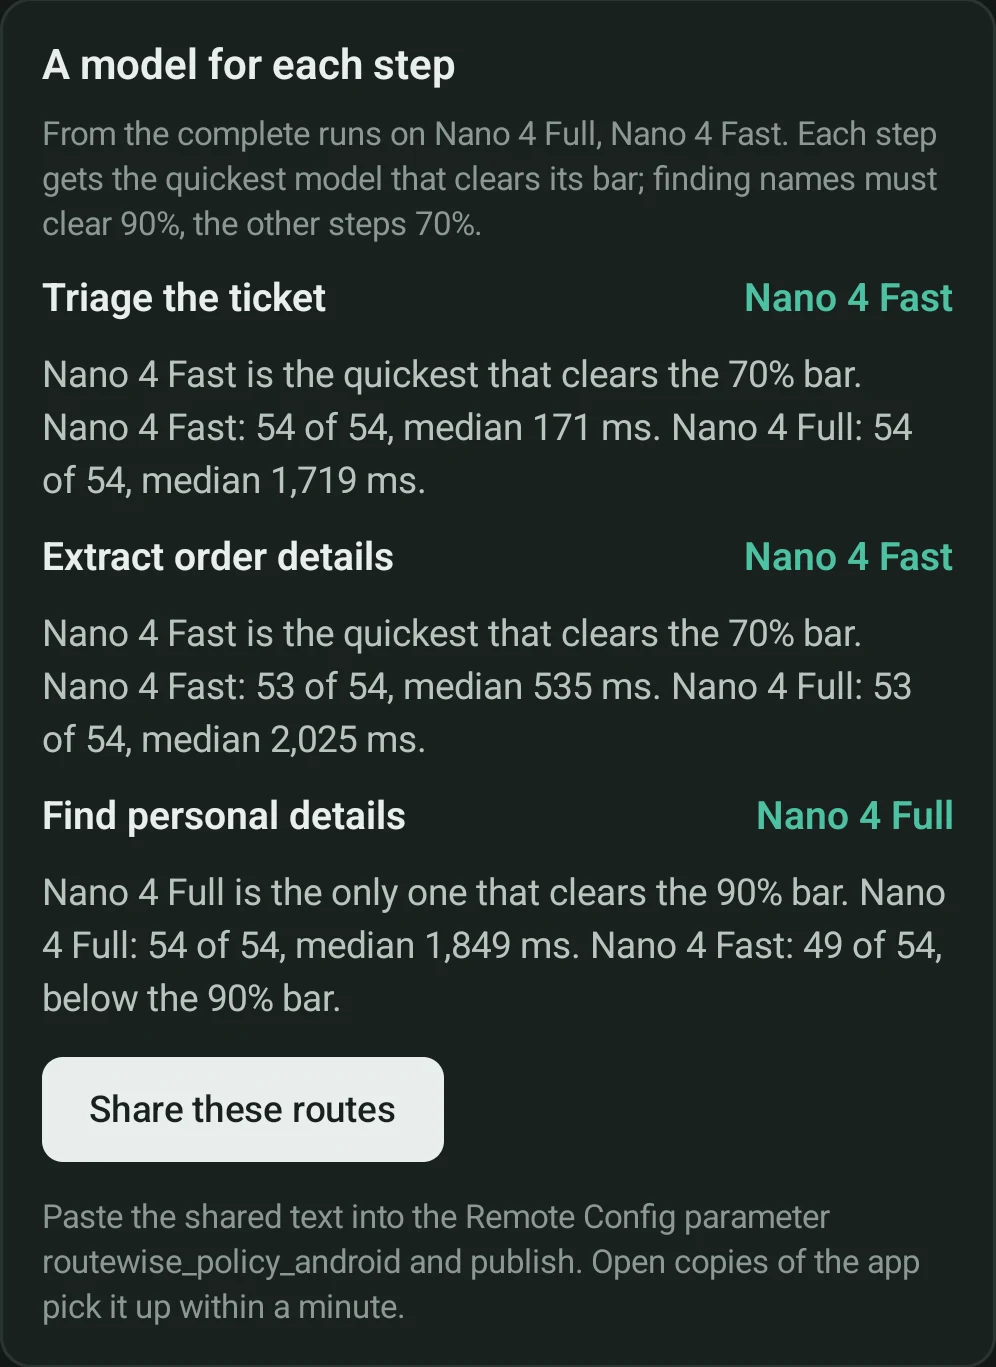 A model for each step
From the complete runs on Nano 4 Full, Nano 4 Fast. Each step
gets the quickest model that clears its bar; finding names must
clear 90%, the other steps 70%.
Triage the ticket
Nano 4 Fast
Nano 4 Fast is the quickest that clears the 70% bar.
Nano 4 Fast: 54 of 54, median 171 ms. Nano 4 Full: 54
of 54, median 1,719 ms.
Extract order details
Nano 4 Fast
Nano 4 Fast is the quickest that clears the 70% bar.
Nano 4 Fast: 53 of 54, median 535 ms. Nano 4 Full: 53
of 54, median 2,025 ms.
Find personal details
Nano 4 Full
Nano 4 Full is the only one that clears the 90% bar. Nano
4 Full: 54 of 54, median 1,849 ms. Nano 4 Fast: 49 of 54,
below the 90% bar.
Share these routes
Paste the shared text into the Remote Config parameter
routewise_policy_android and publish. Open copies of the app
pick it up within a minute.